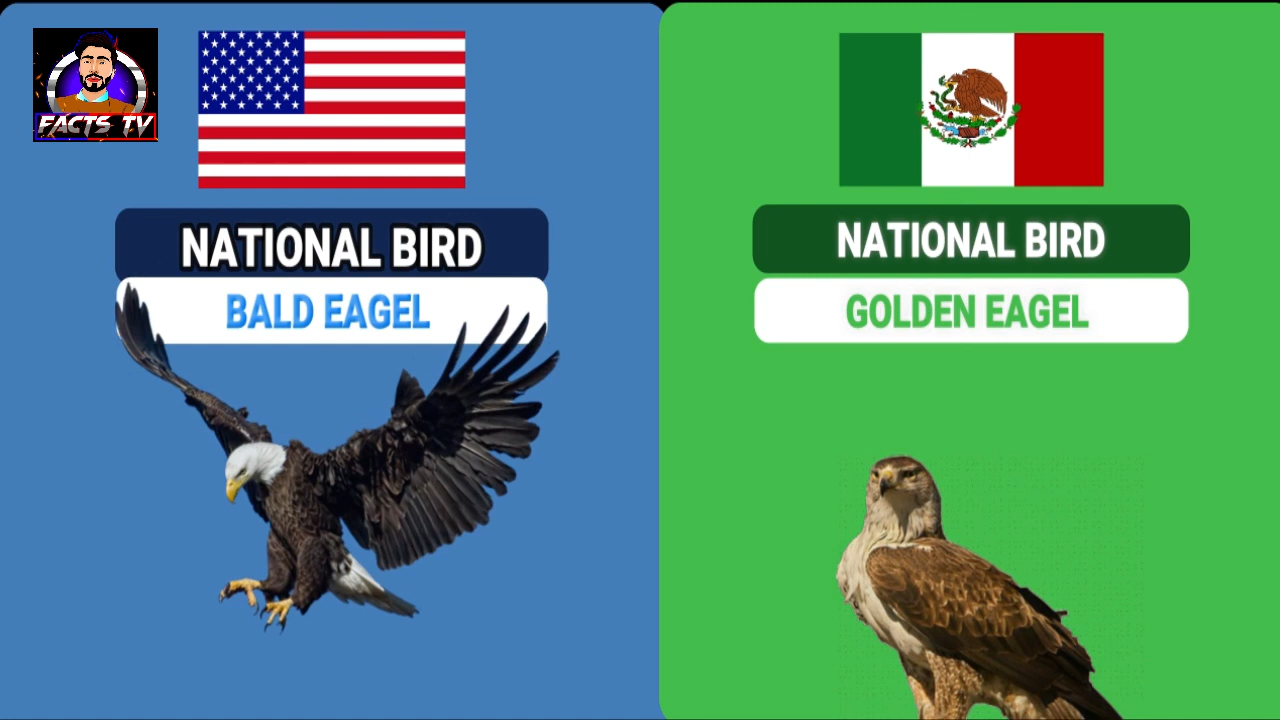 FACTS TV
NATIONAL BIRD
BALD EAGEL
NATIONAL BIRD
GOLDEN EAGEL